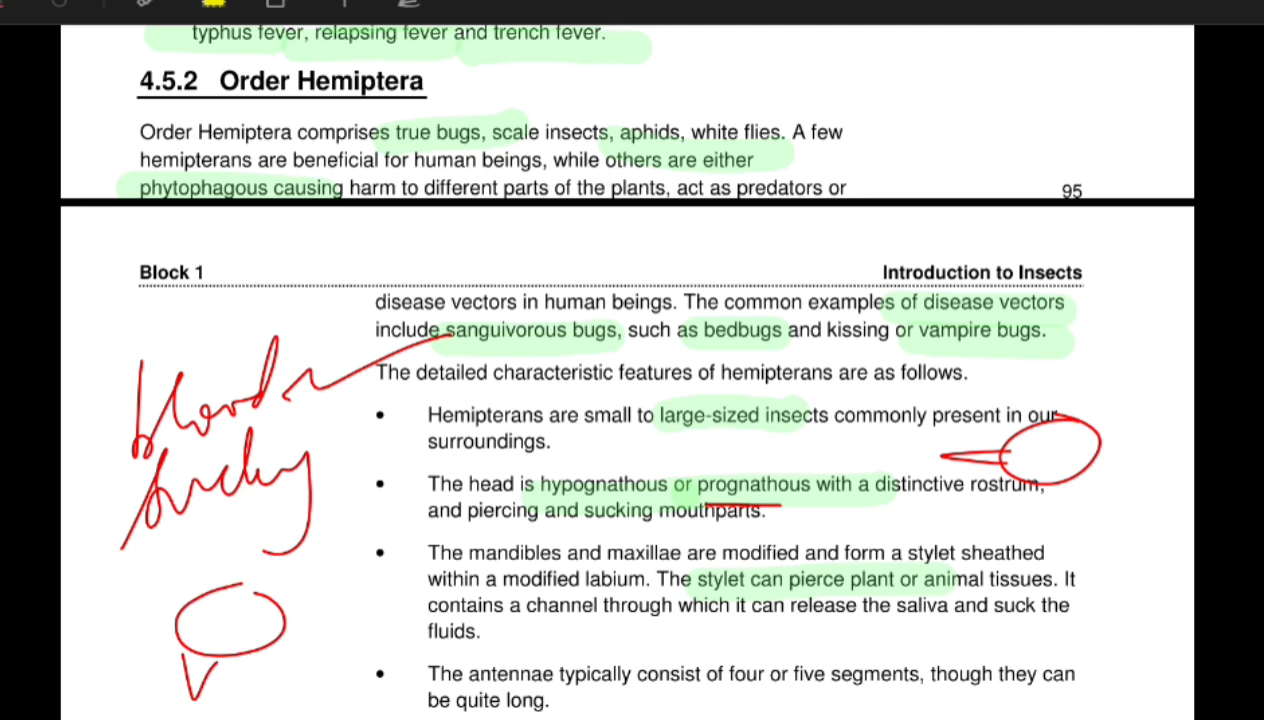 typhus fever, relapsing fever and trench fever.
4.5.2 Order Hemiptera
Order Hemiptera comprises true bugs, scale insects, aphids, white flies. A few
hemipterans are beneficial for human beings, while others are either
phytophagous causing harm to different parts of the plants, act as predators or
95
Block 1
Introduction to Insects
disease vectors in human beings. The common examples of disease vectors
include sanguivorous bugs, such as bedbugs and kissing or vampire bugs.
The detailed characteristic features of hemipterans are as follows.
• Hemipterans are small to large-sized insects commonly present in our
surroundings.
• The head is hypognathous or prognathous with a distinctive rostrum,
and piercing and sucking mouthparts.
• The mandibles and maxillae are modified and form a stylet sheathed
within a modified labium. The stylet can pierce plant or animal tissues. It
contains a channel through which it can release the saliva and suck the
fluids.
• The antennae typically consist of four or five segments, though they can
be quite long.